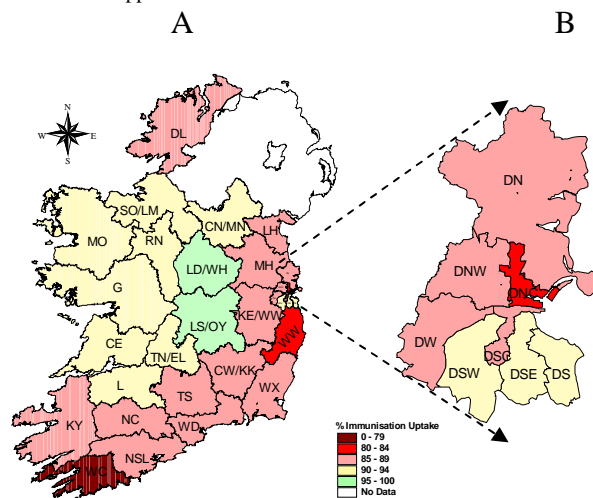 A B
N
W E
S
DL
SO/LM
CN/MN
MO
RN
LH
LD/WH
MH
G
LS/OY
KE/WW
WW
CE
TN/EL
L
CW/KK
TS
WX
KY
NC
WD
NSL
WC
DN
DNW
DNC
DW
DSC
DSW
DSE
DS
% Immunisation Uptake
0 - 79
80 - 84
85 - 89
90 - 94
95 - 100
No Data